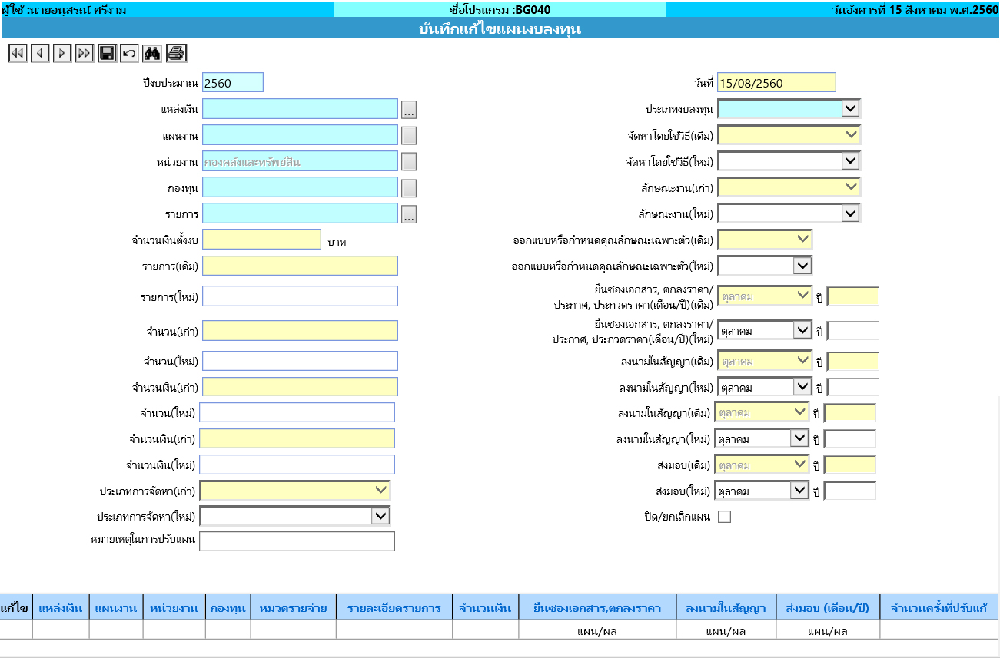 ผู้ใช้ :นายอนุสรณ์ ศรีงาม ชื่อโปรแกรม :BG040 วันอังคารที่ 15 สิงหาคม พ.ศ.2560
บันทึกแก้ไขแผนงบลงทุน
ปีงบประมาณ 2560 วันที่ 15/08/2560
แหล่งเงิน ... ประเภทงบลงทุน
แผนงาน ... จัดหาโดยใช้วิธี(เดิม)
หน่วยงาน กองคลังและทรัพย์สิน ... จัดหาโดยใช้วิธี(ใหม่)
กองทุน ... ลักษณะงาน(เก่า)
รายการ ... ลักษณะงาน(ใหม่)
จำนวนเงินตั้งงบ บาท ออกแบบหรือกำหนดคุณลักษณะเฉพาะตัว(เดิม)
รายการ(เดิม) ออกแบบหรือกำหนดคุณลักษณะเฉพาะตัว(ใหม่)
ยื่นซองเอกสาร, ตกลงราคา/
รายการ(ใหม่) ประกาศ, ประกวดราคา(เดือน/ปี)(เดิม) ตุลาคม ปี
ยื่นซองเอกสาร, ตกลงราคา/
จำนวน(เก่า) ประกาศ, ประกวดราคา(เดือน/ปี)(ใหม่) ตุลาคม ปี
จำนวน(ใหม่) ลงนามในสัญญา(เดิม) ตุลาคม ปี
จำนวนเงิน(เก่า) ลงนามในสัญญา(ใหม่) ตุลาคม ปี
จำนวน(ใหม่) ลงนามในสัญญา(เดิม) ตุลาคม ปี
จำนวนเงิน(เก่า) ลงนามในสัญญา(ใหม่) ตุลาคม ปี
จำนวนเงิน(ใหม่) ส่งมอบ(เดิม) ตุลาคม ปี
ประเภทการจัดหา(เก่า) ส่งมอบ(ใหม่) ตุลาคม ปี
ประเภทการจัดหา(ใหม่) ปิด/ยกเลิกแผน
หมายเหตุในการปรับแผน
แก้ไข แหล่งเงิน แผนงาน หน่วยงาน กองทุน หมวดรายจ่าย รายละเอียดรายการ จำนวนเงิน ยื่นซองเอกสาร,ตกลงราคา ลงนามในสัญญา ส่งมอบ (เดือน/ปี) จำนวนครั้งที่ปรับแก้
แผน/ผล แผน/ผล แผน/ผล